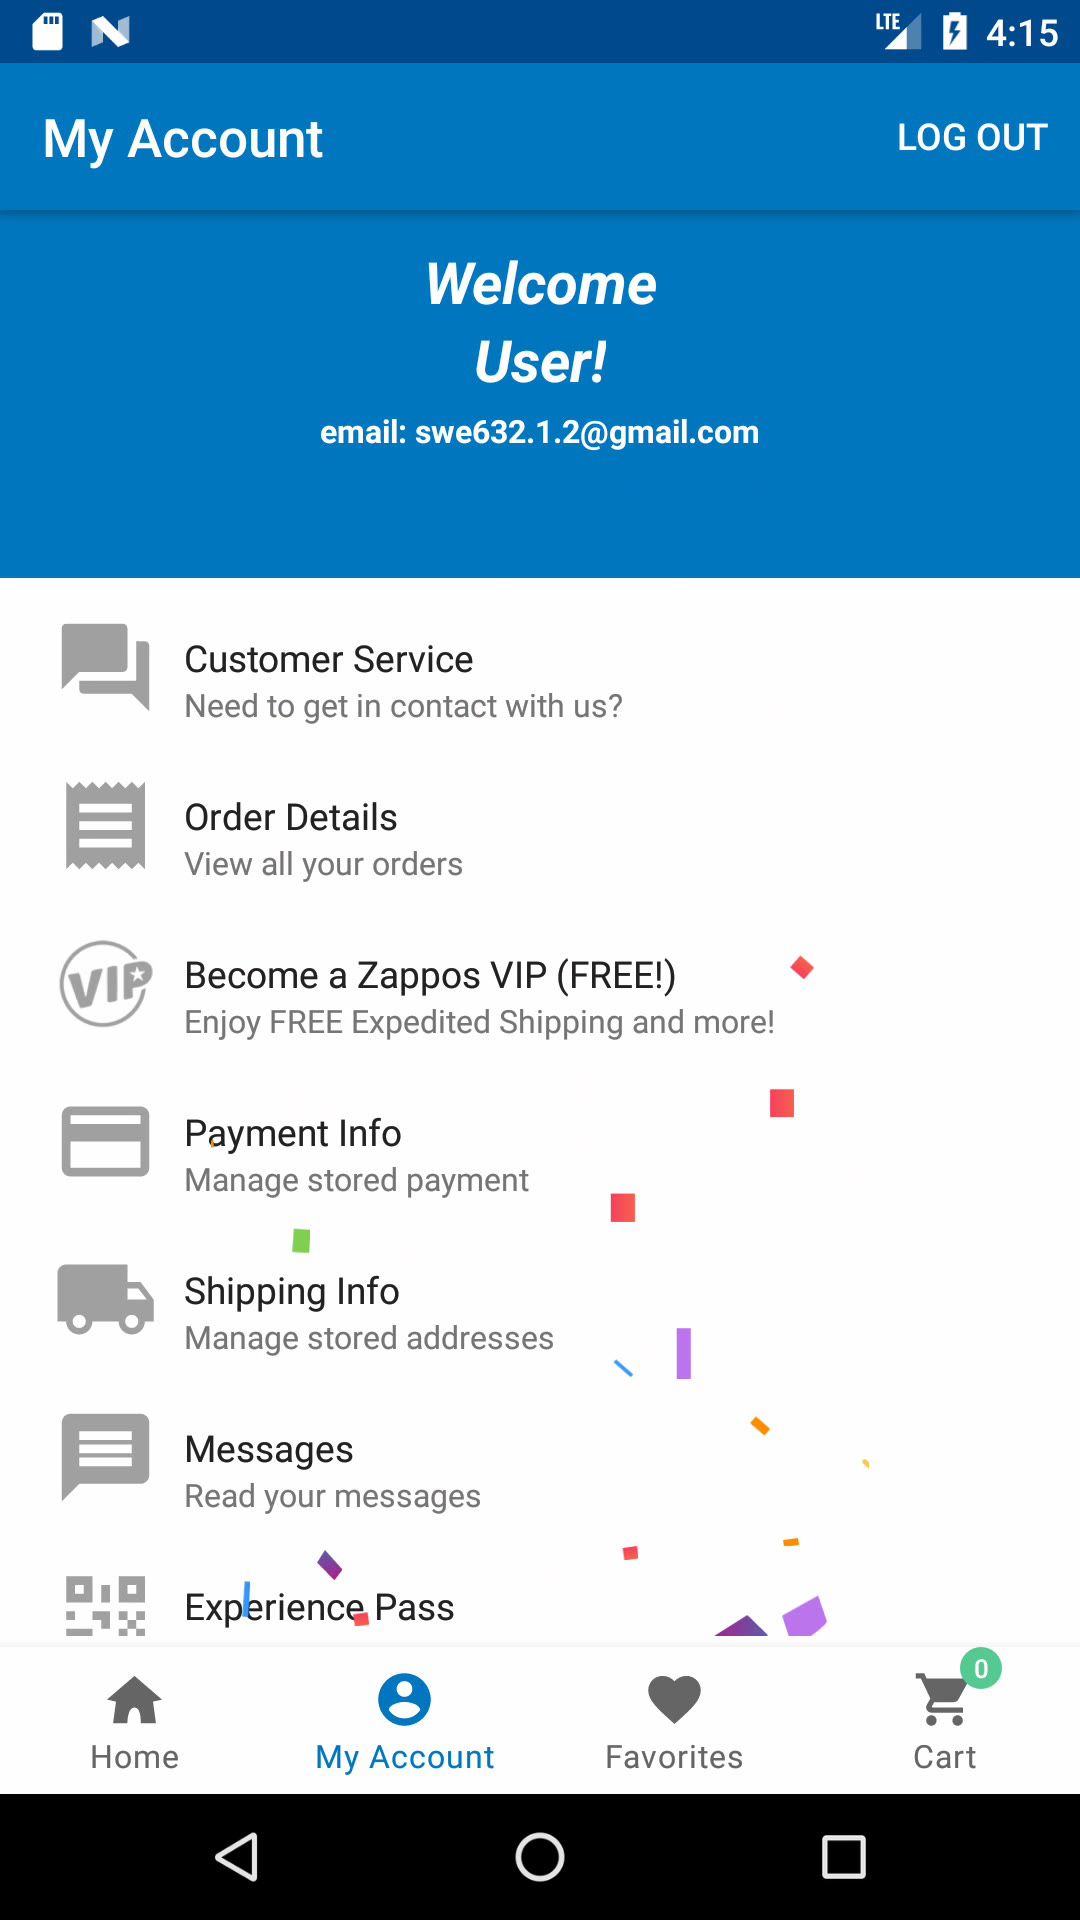 LTE 4:15
My Account LOG OUT
Welcome
User!
email: swe632.1.2@gmail.com
Customer Service
Need to get in contact with us?
Order Details
View all your orders
VIP
Become a Zappos VIP (FREE!)
Enjoy FREE Expedited Shipping and more!
Payment Info
Manage stored payment
Shipping Info
Manage stored addresses
Messages
Read your messages
Experience Pass
0
Home My Account Favorites Cart